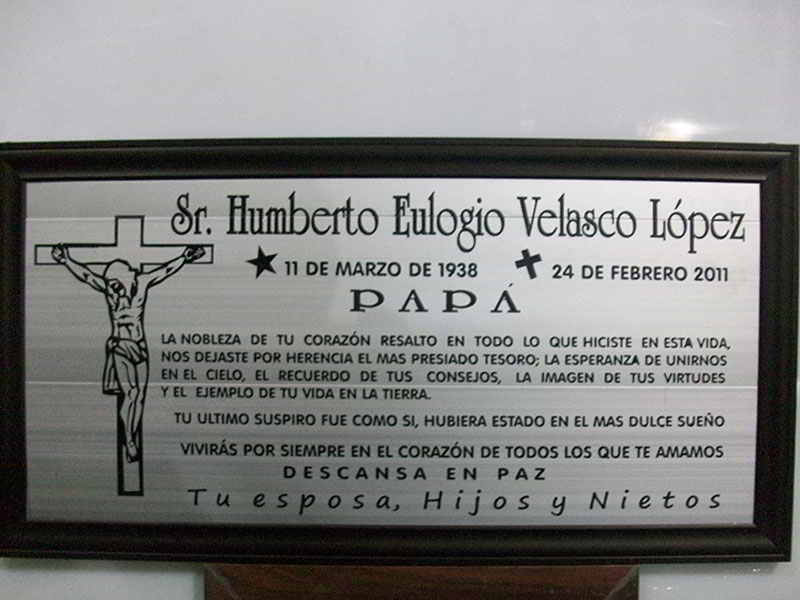 Sr. Humberto Eulogio Velasco López
11 DE MARZO DE 1938 24 DE FEBRERO 2011
PAPÁ
LA NOBLEZA DE TU CORAZÓN RESALTO EN TODO LO QUE HICISTE EN ESTA VIDA,
NOS DEJASTE POR HERENCIA EL MAS PRESIADO TESORO; LA ESPERANZA DE UNIRNOS
EN EL CIELO, EL RECUERDO DE TUS CONSEJOS, LA IMAGEN DE TUS VIRTUDES
Y EL EJEMPLO DE TU VIDA EN LA TIERRA.
TU ULTIMO SUSPIRO FUE COMO SI, HUBIERA ESTADO EN EL MAS DULCE SUEÑO
VIVIRÁS POR SIEMPRE EN EL CORAZÓN DE TODOS LOS QUE TE AMAMOS
DESCANSA EN PAZ
Tu esposa, Hijos y Nietos